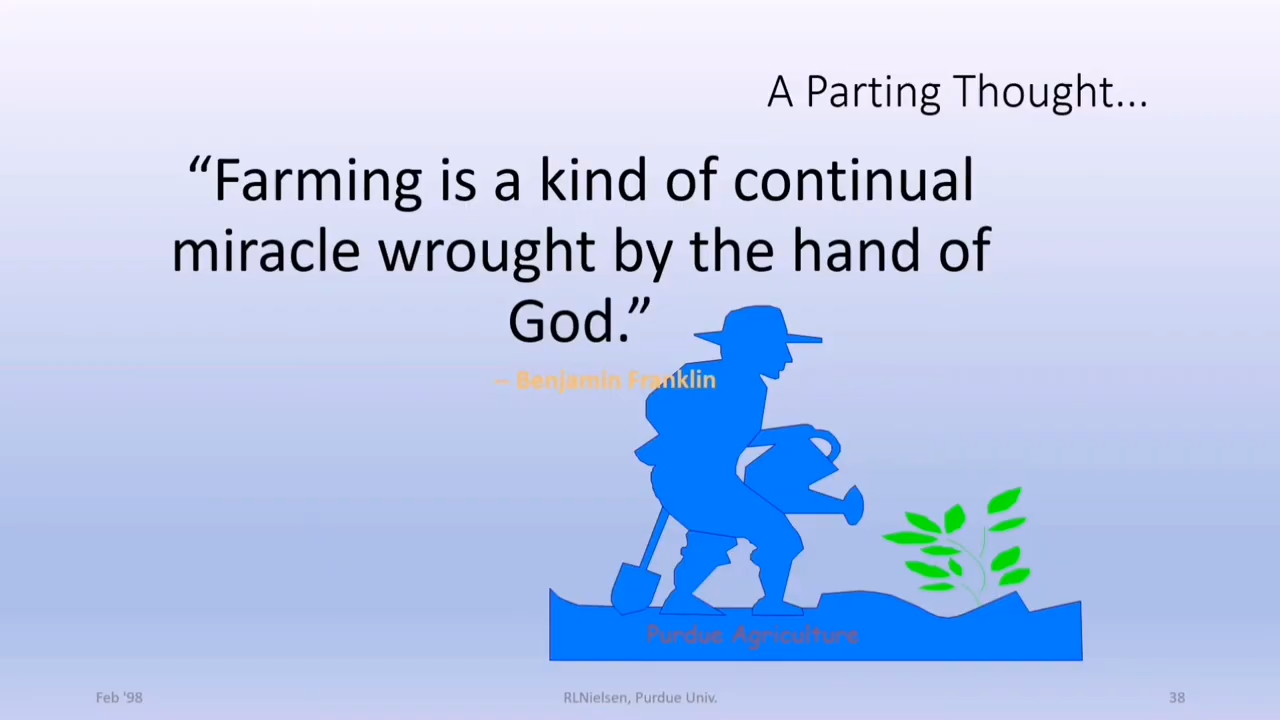 A Parting Thought...
“Farming is a kind of continual
miracle wrought by the hand of
God.”
– Benjamin Franklin
Purdue Agriculture
Feb '98
RLNielsen, Purdue Univ.
38